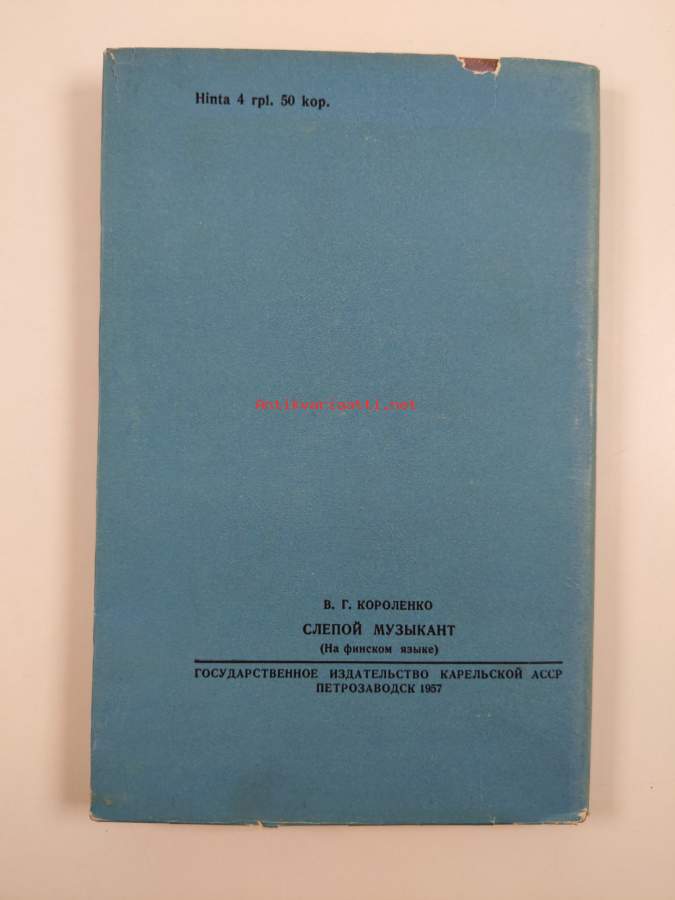 Hinta 4 rpl. 50 kop.
Antikvariaatti.net
В. Г. КОРОЛЕНКО
СЛЕПОЙ МУЗЫКАНТ
(На финском языке)
ГОСУДАРСТВЕННОЕ ИЗДАТЕЛЬСТВО КАРЕЛЬСКОЙ АССР
ПЕТРОЗАВОДСК 1957